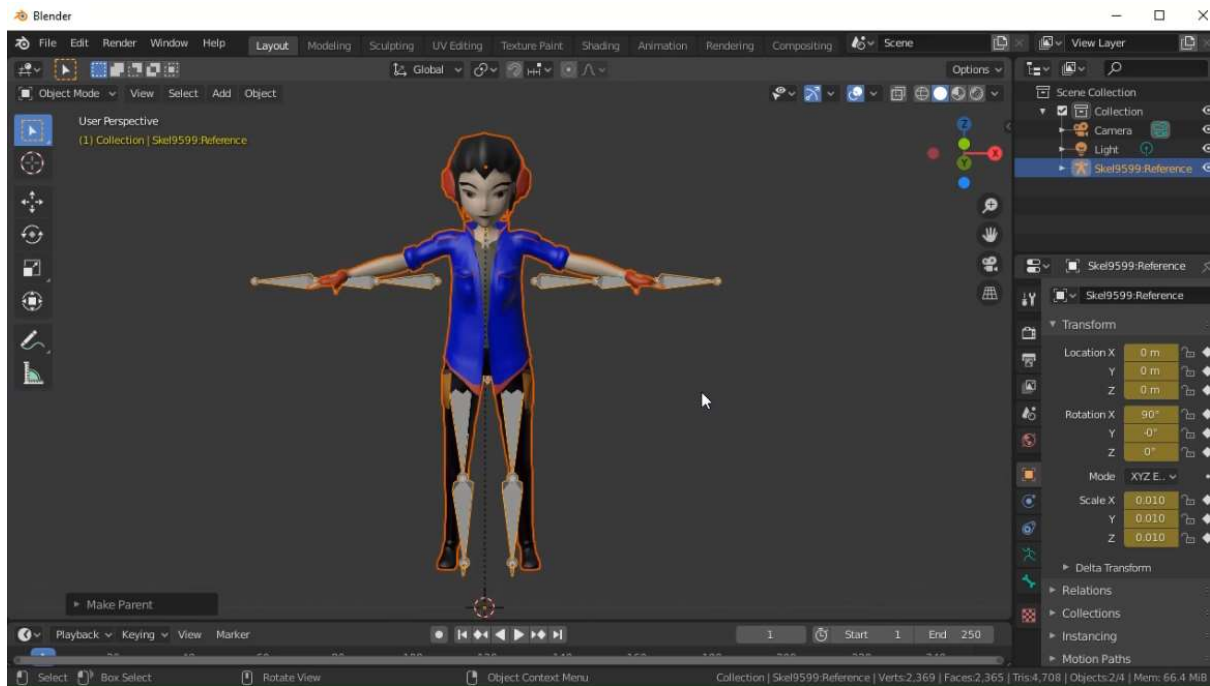 Blender
File Edit Render Window Help Layout Modeling Sculpting UV Editing Texture Paint Shading Animation Rendering Compositing Scene View Layer
Global Options
Object Mode View Select Add Object
User Perspective
(1) Collection | Skel9599:Reference
Z
X
Y
Scene Collection
Collection
Camera
Light
Skel9599:Reference
Skel9599:Reference
Skel9599:Reference
Transform
Location X 0 m
Y 0 m
Z 0 m
Rotation X 90°
Y -0°
Z 0°
Mode XYZ E..
Scale X 0.010
Y 0.010
Z 0.010
Delta Transform
Relations
Collections
Instancing
Motion Paths
Make Parent
Playback Keying View Marker 1 Start 1 End 250
Select Box Select Rotate View Object Context Menu Collection | Skel9599:Reference | Verts:2,369 | Faces:2,365 | Tris:4,708 | Objects:2/4 | Mem: 66.4 MiB